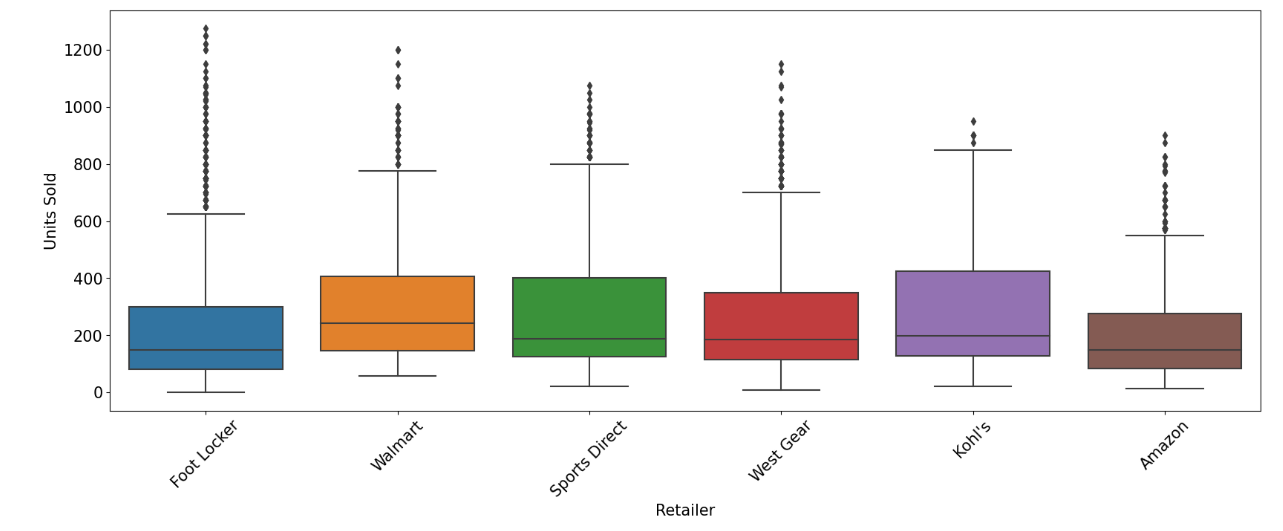 Units Sold
1200
1000
800
600
400
200
0
Foot Locker
Walmart
Sports Direct
West Gear
Kohl's
Amazon
Retailer